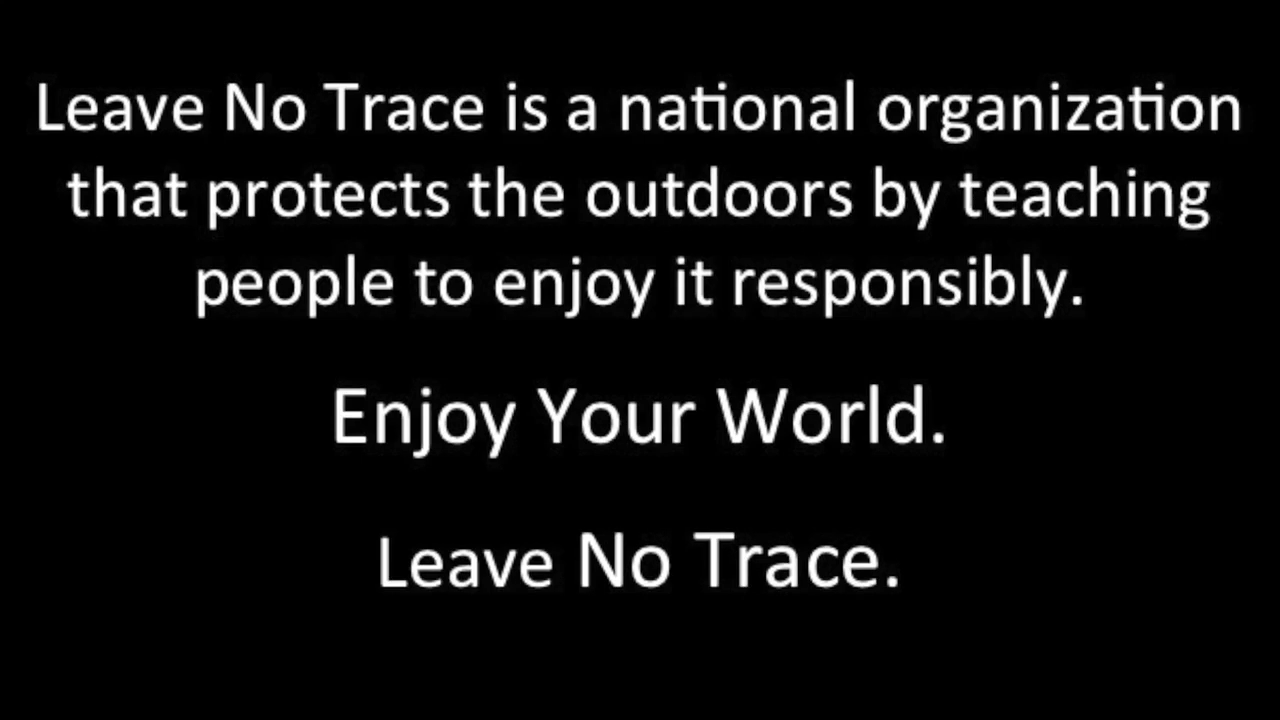 Leave No Trace is a national organization
that protects the outdoors by teaching
people to enjoy it responsibly.
Enjoy Your World.
Leave No Trace.